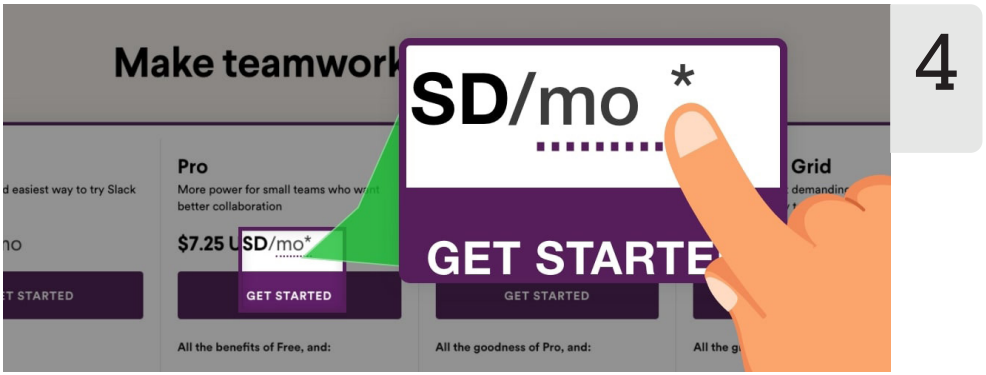 Make teamwork
SD/mo *
GET STARTE
4
d easiest way to try Slack
Pro
More power for small teams who want
better collaboration
Grid
demanding
$7.25 USD/mo*
GET STARTED
GET STARTED
All the benefits of Free, and:
All the goodness of Pro, and:
All the